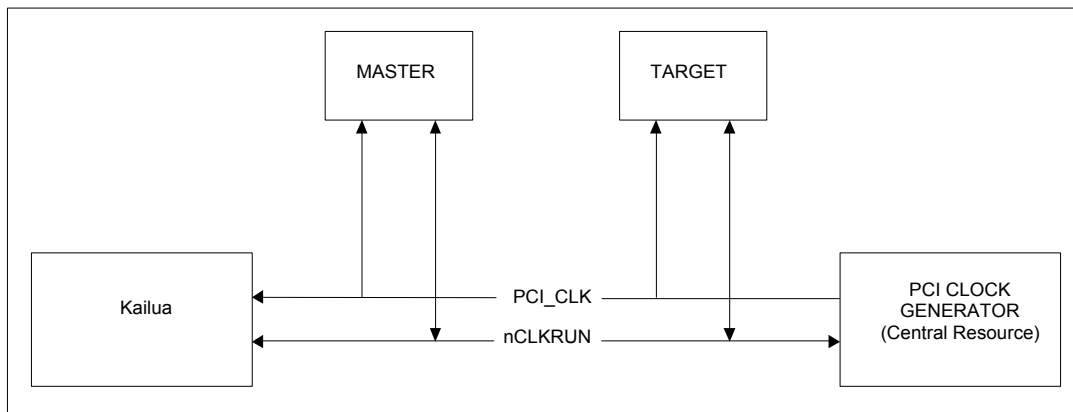 MASTER
TARGET
Kailua
PCI_CLK
nCLKRUN
PCI CLOCK
GENERATOR
(Central Resource)